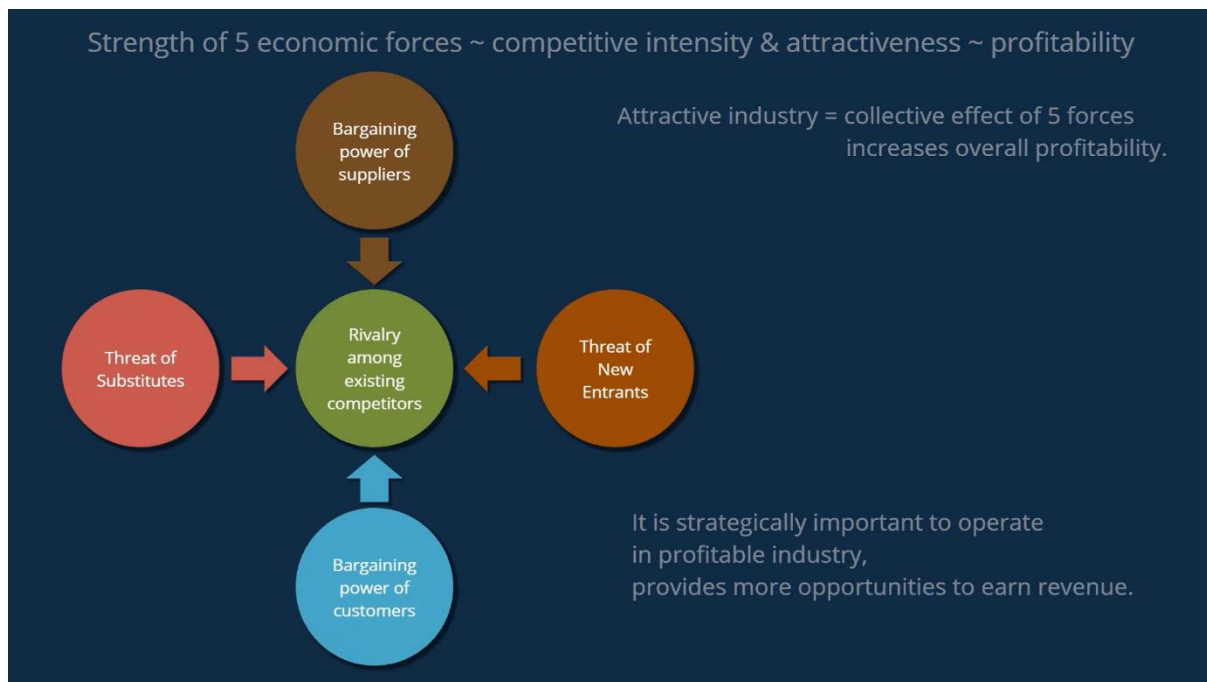 Strength of 5 economic forces ~ competitive intensity & attractiveness ~ profitability
Attractive industry = collective effect of 5 forces
increases overall profitability.
Bargaining
power of
suppliers
Threat of
Substitutes
Rivalry
among
existing
competitors
Threat of
New
Entrants
Bargaining
power of
customers
It is strategically important to operate
in profitable industry,
provides more opportunities to earn revenue.